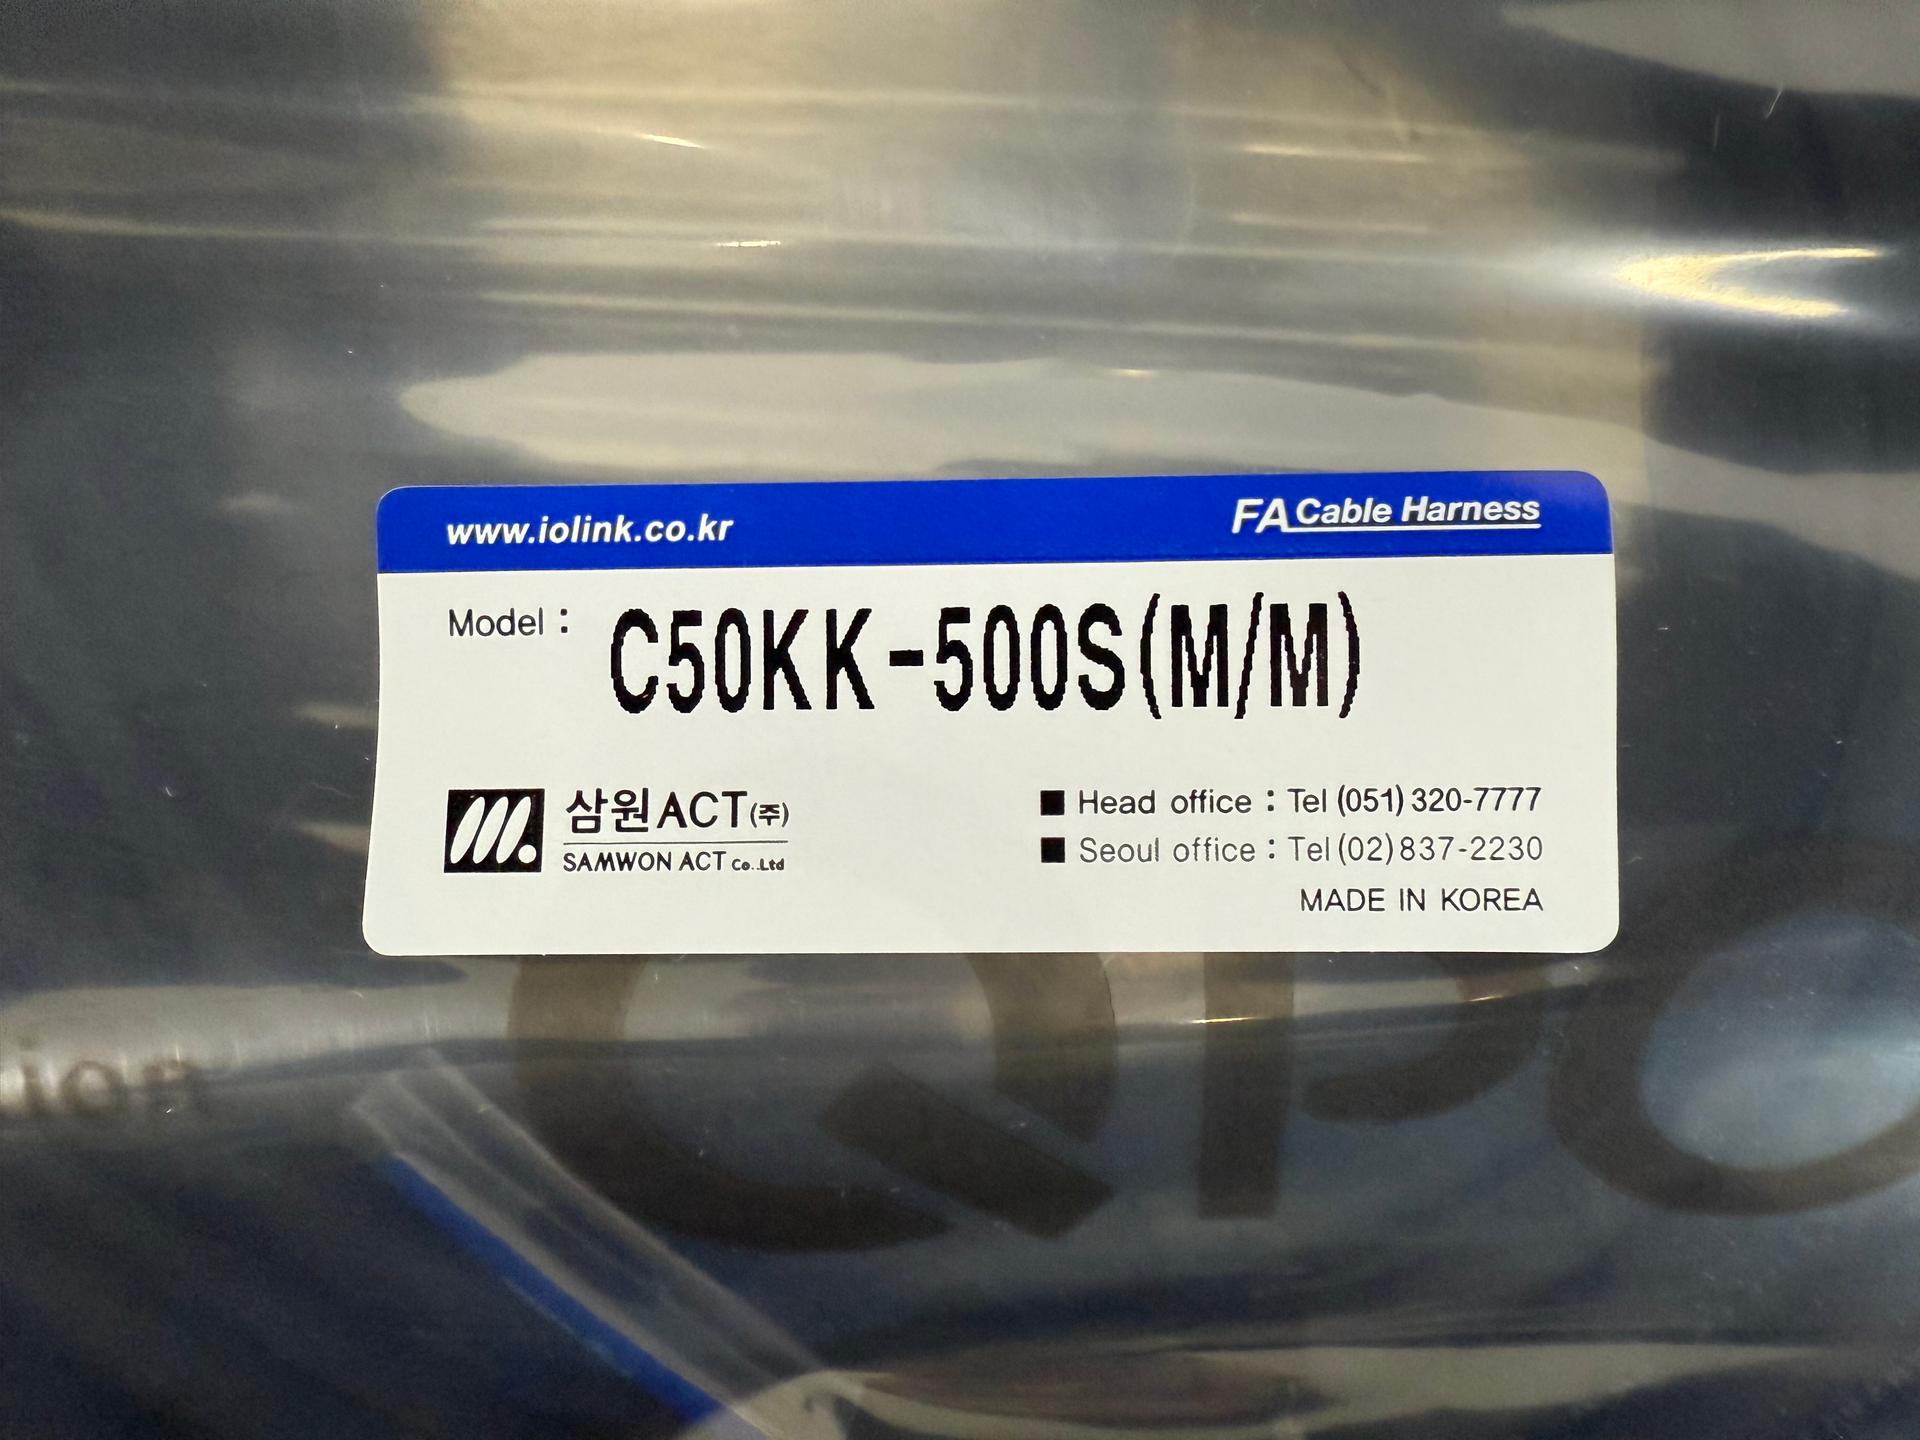 www.iolink.co.kr
FA Cable Harness
Model : C50KK-500S(M/M)
삼원ACT(주)
SAMWON ACT Co.,Ltd
■ Head office : Tel (051) 320-7777
■ Seoul office : Tel (02) 837-2230
MADE IN KOREA